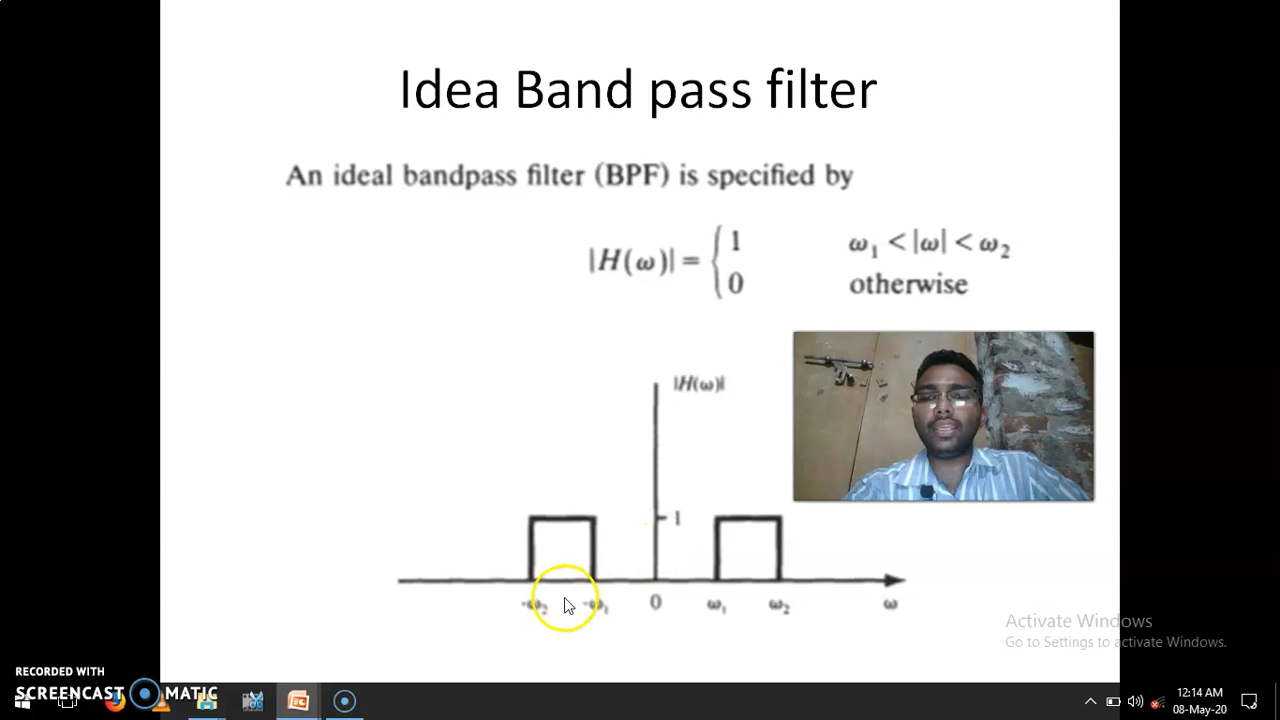 Idea Band pass filter
An ideal bandpass filter (BPF) is specified by
|H(ω)| = { 1 ω₁ < |ω| < ω₂
0 otherwise
|H(ω)|
1
-ω₂ -ω₁ 0 ω₁ ω₂ ω
Activate Windows
Go to Settings to activate Windows.
RECORDED WITH
SCREENCAST MATIC
12:14 AM
08-May-20